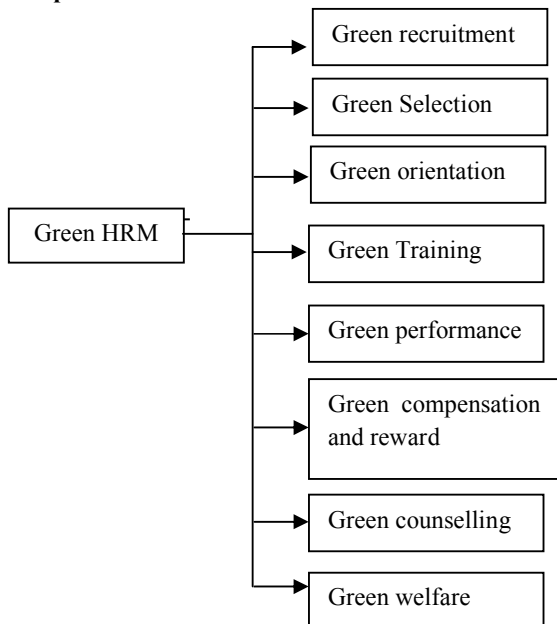 Green recruitment
Green Selection
Green orientation
Green HRM
Green Training
Green performance
Green compensation
and reward
Green counselling
Green welfare